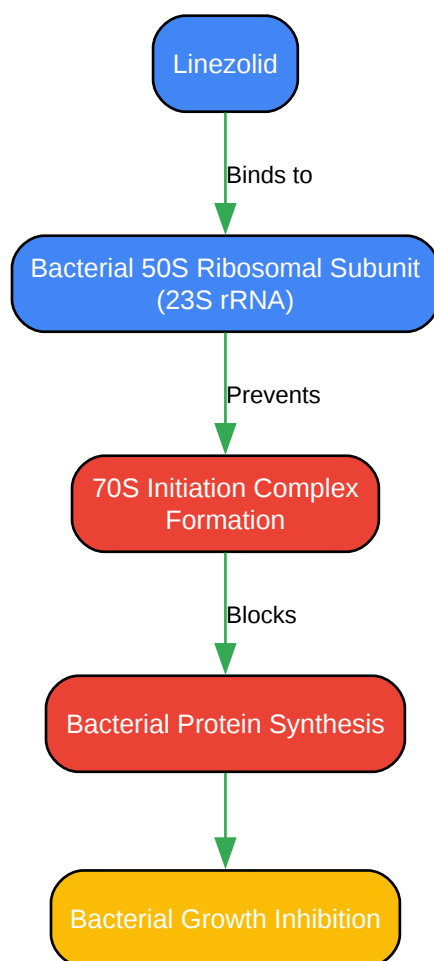 Linezolid
Binds to
Bacterial 50S Ribosomal Subunit
(23S rRNA)
Prevents
70S Initiation Complex
Formation
Blocks
Bacterial Protein Synthesis
Bacterial Growth Inhibition